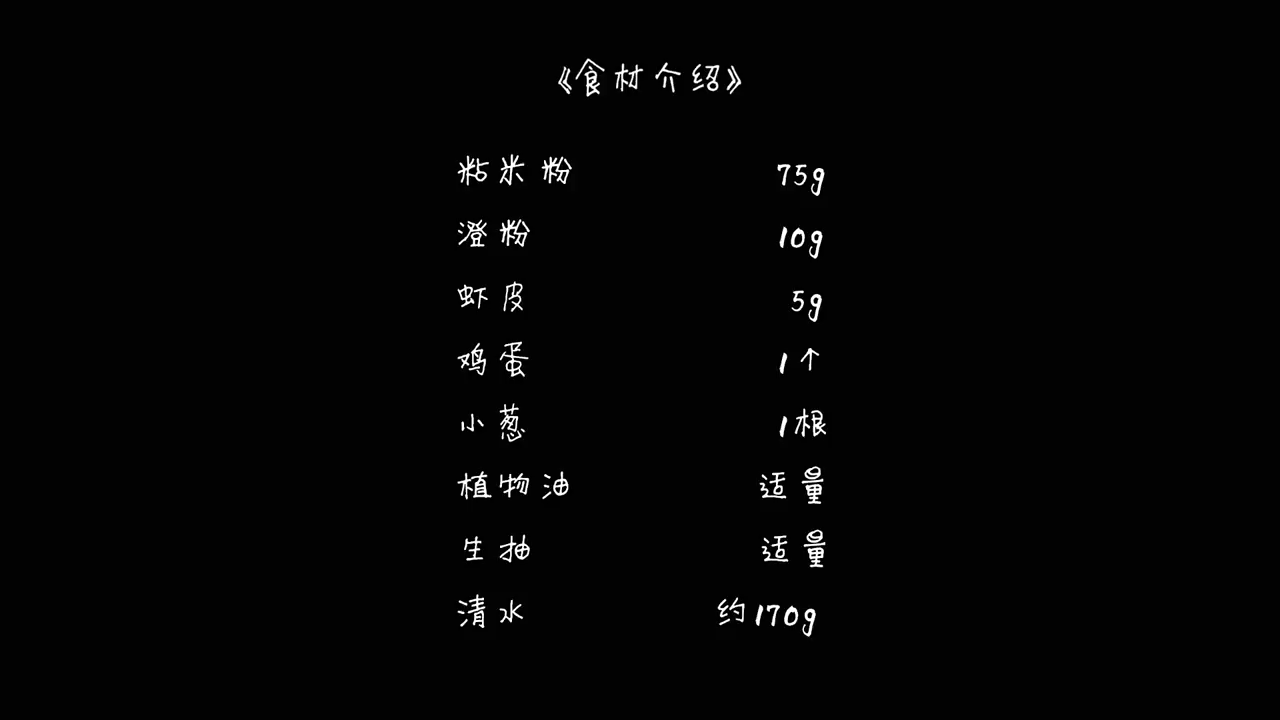 《食材介绍》
粘米粉 75g
澄粉 10g
虾皮 5g
鸡蛋 1个
小葱 1根
植物油 适量
生抽 适量
清水 约170g